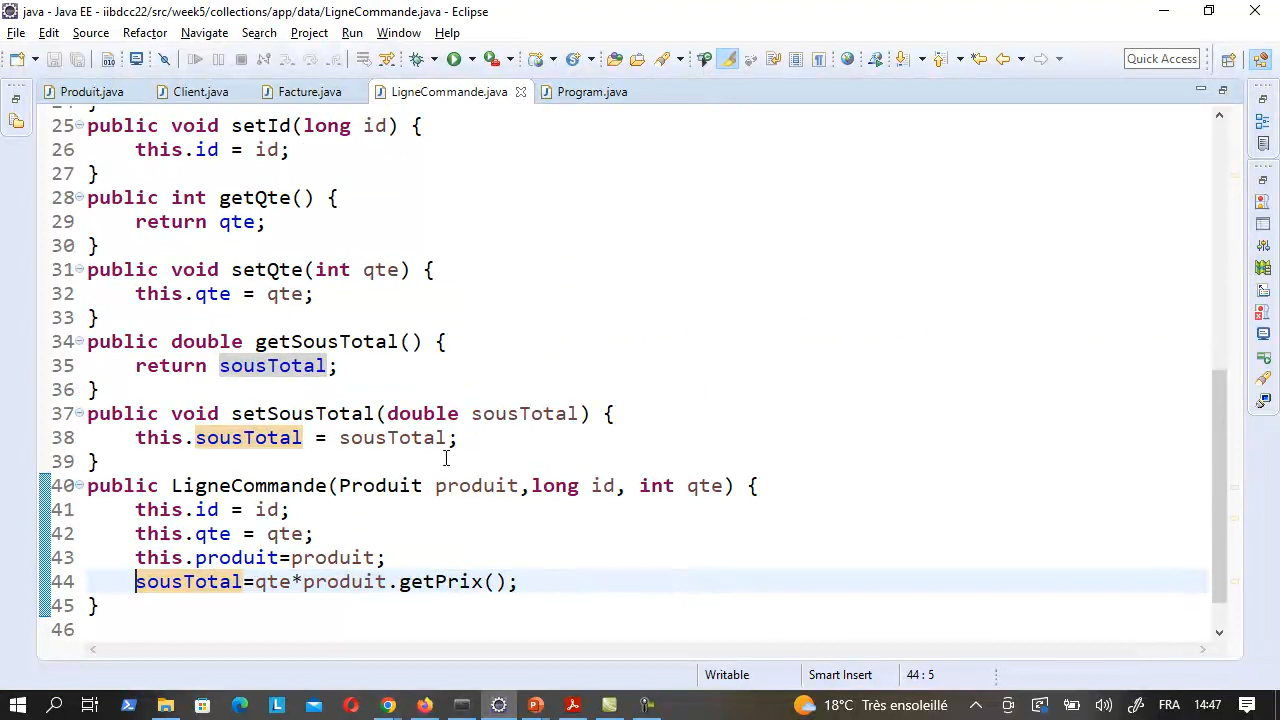 java - Java EE - iibdcc22/src/week5/collections/app/data/LigneCommande.java - Eclipse
File Edit Source Refactor Navigate Search Project Run Window Help
Quick Access
Produit.java Client.java Facture.java LigneCommande.java Program.java
25 public void setId(long id) {
26 this.id = id;
27 }
28 public int getQte() {
29 return qte;
30 }
31 public void setQte(int qte) {
32 this.qte = qte;
33 }
34 public double getSousTotal() {
35 return sousTotal;
36 }
37 public void setSousTotal(double sousTotal) {
38 this.sousTotal = sousTotal;
39 }
40 public LigneCommande(Produit produit,long id, int qte) {
41 this.id = id;
42 this.qte = qte;
43 this.produit=produit;
44 sousTotal=qte*produit.getPrix();
45 }
46
Writable Smart Insert 44 : 5
18°C Très ensoleillé FRA 14:47